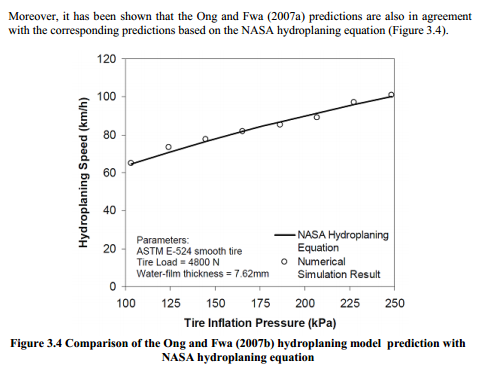 Moreover, it has been shown that the Ong and Fwa (2007a) predictions are also in agreement
with the corresponding predictions based on the NASA hydroplaning equation (Figure 3.4).
120
100
80
60
40
20
0
Hydroplaning Speed (km/h)
Parameters:
ASTM E-524 smooth tire
Tire Load = 4800 N
Water-film thickness = 7.62mm
NASA Hydroplaning
Equation
Numerical
Simulation Result
100 125 150 175 200 225 250
Tire Inflation Pressure (kPa)
Figure 3.4 Comparison of the Ong and Fwa (2007b) hydroplaning model prediction with
NASA hydroplaning equation